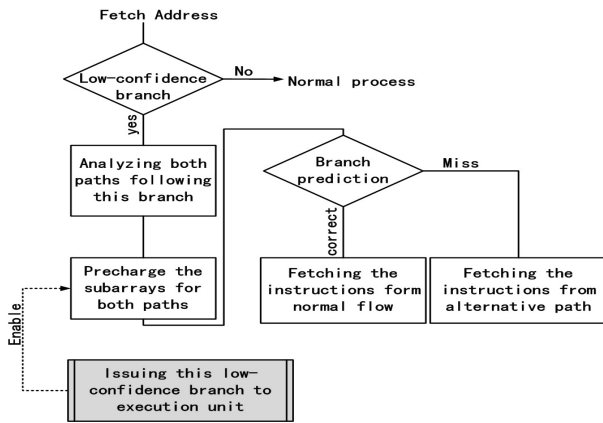 Fetch Address
Low-confidence
branch
No
Normal process
yes
Analyzing both
paths following
this branch
Branch
prediction
Miss
correct
Precharge the
subarrays for
both paths
Fetching the
instructions form
normal flow
Fetching the
instructions from
alternative path
Enable
Issuing this low-
confidence branch to
execution unit